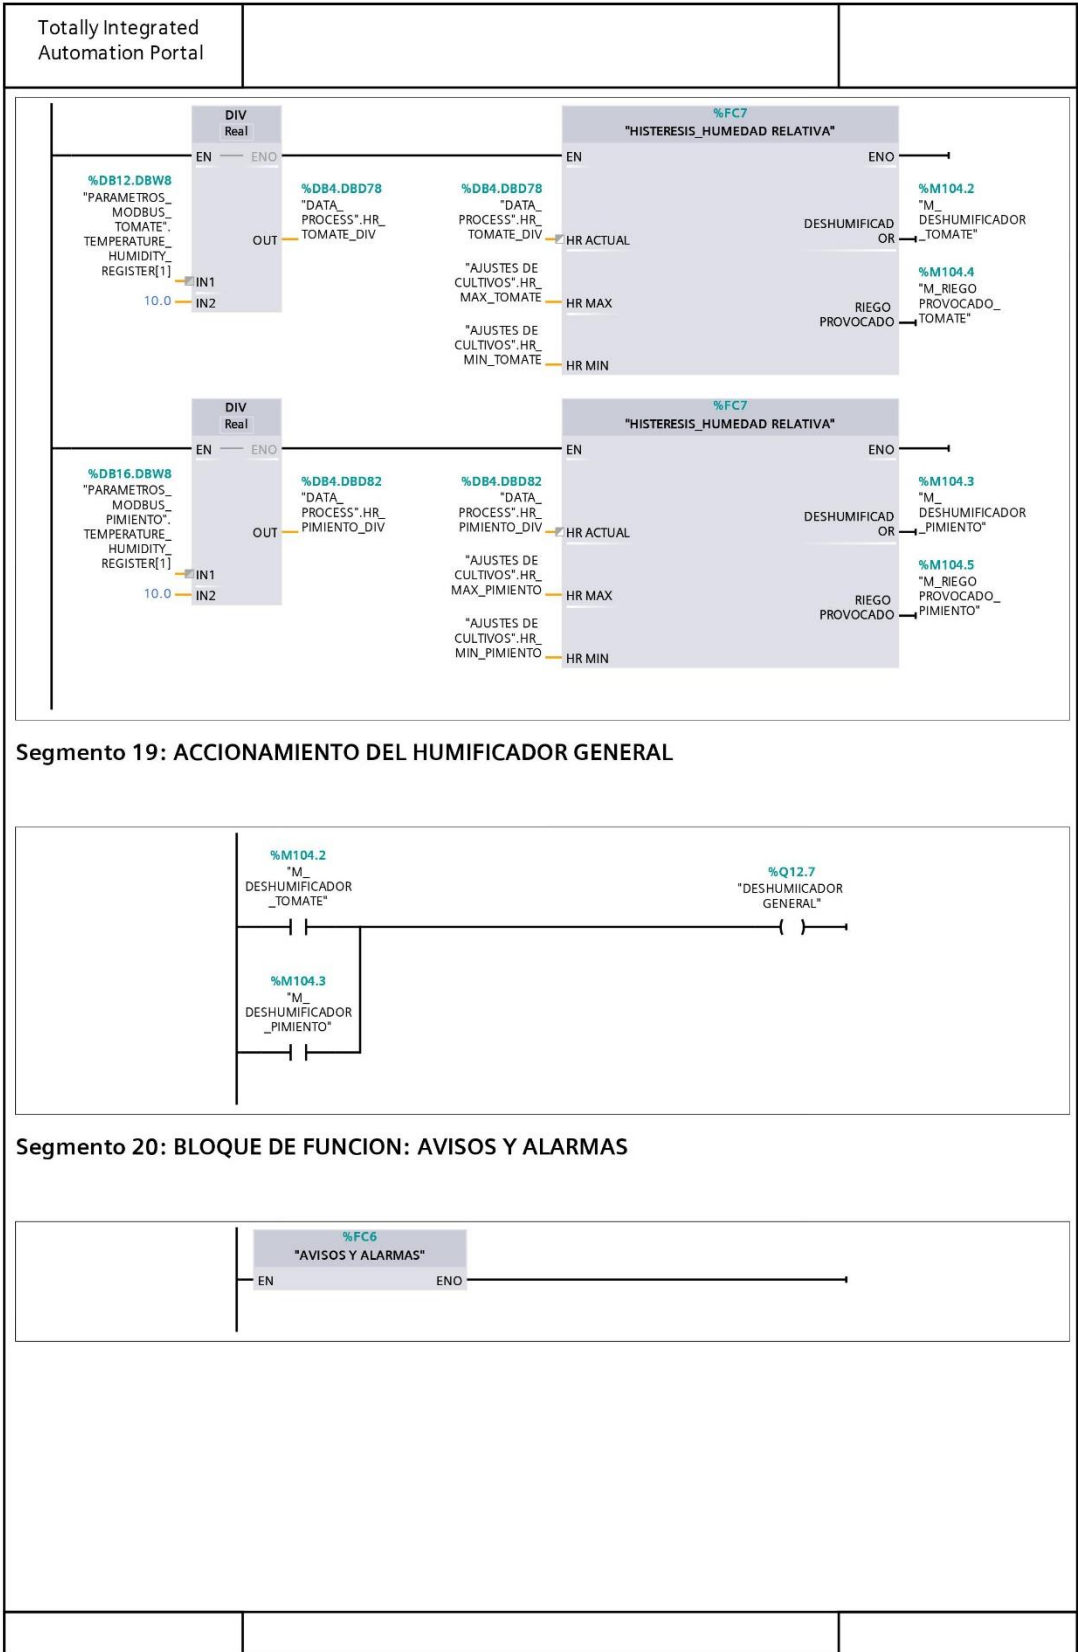 Totally Integrated
Automation Portal
DIV
Real
EN
ENO
%DB12.DBW8
"PARAMETROS_
MODBUS_
TOMATE".
TEMPERATURE_
HUMIDITY_
REGISTER[1]
IN1
10.0
IN2
OUT
%DB4.DBD78
"DATA_
PROCESS".HR_
TOMATE_DIV
%FC7
"HISTERESIS_HUMEDAD RELATIVA"
EN
ENO
%DB4.DBD78
"DATA_
PROCESS".HR_
TOMATE_DIV
HR ACTUAL
"AJUSTES DE
CULTIVOS".HR_
MAX_TOMATE
HR MAX
"AJUSTES DE
CULTIVOS".HR_
MIN_TOMATE
HR MIN
DESHUMIFICAD
OR
%M104.2
"M_
DESHUMIFICADOR
_TOMATE"
RIEGO
PROVOCADO
%M104.4
"M_RIEGO
PROVOCADO_
TOMATE"
DIV
Real
EN
ENO
%DB16.DBW8
"PARAMETROS_
MODBUS_
PIMIENTO".
TEMPERATURE_
HUMIDITY_
REGISTER[1]
IN1
10.0
IN2
OUT
%DB4.DBD82
"DATA_
PROCESS".HR_
PIMIENTO_DIV
%FC7
"HISTERESIS_HUMEDAD RELATIVA"
EN
ENO
%DB4.DBD82
"DATA_
PROCESS".HR_
PIMIENTO_DIV
HR ACTUAL
"AJUSTES DE
CULTIVOS".HR_
MAX_PIMIENTO
HR MAX
"AJUSTES DE
CULTIVOS".HR_
MIN_PIMIENTO
HR MIN
DESHUMIFICAD
OR
%M104.3
"M_
DESHUMIFICADOR
_PIMIENTO"
RIEGO
PROVOCADO
%M104.5
"M_RIEGO
PROVOCADO_
PIMIENTO"
Segmento 19: ACCIONAMIENTO DEL HUMIFICADOR GENERAL
%M104.2
"M_
DESHUMIFICADOR
_TOMATE"
%Q12.7
"DESHUMIICADOR
GENERAL"
%M104.3
"M_
DESHUMIFICADOR
_PIMIENTO"
Segmento 20: BLOQUE DE FUNCION: AVISOS Y ALARMAS
%FC6
"AVISOS Y ALARMAS"
EN
ENO